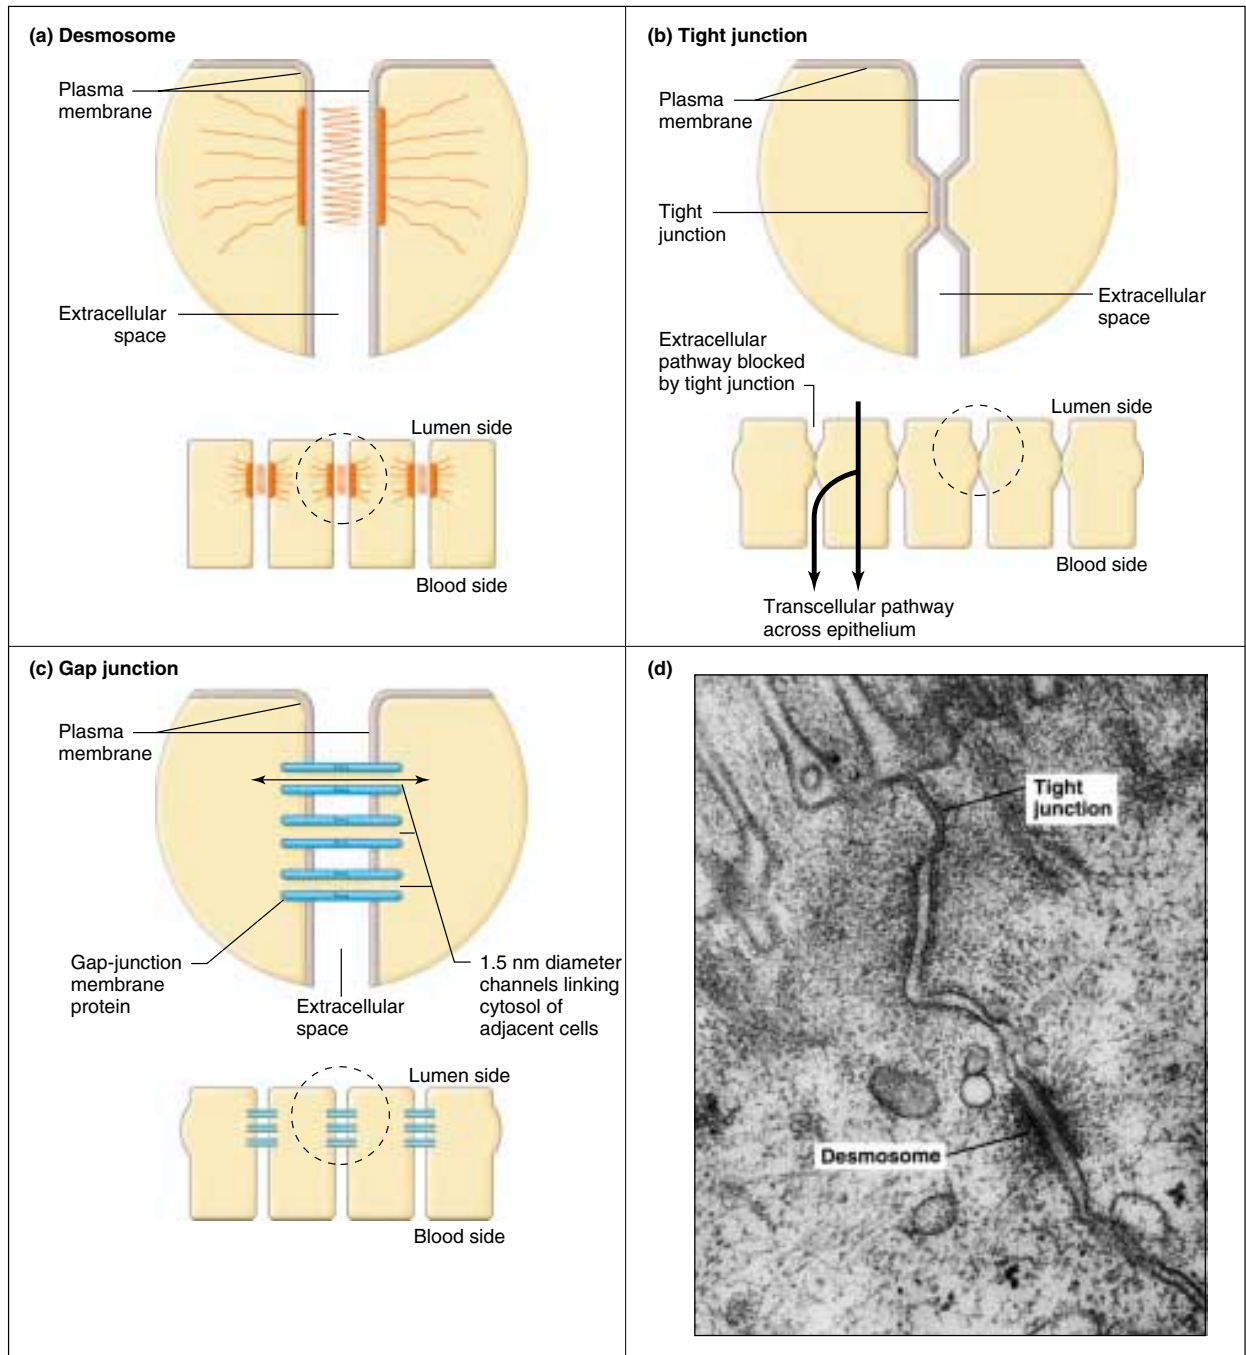 (a) Desmosome
Plasma
membrane
Extracellular
space
Lumen side
Blood side
(b) Tight junction
Plasma
membrane
Tight
junction
Extracellular
space
Extracellular
pathway blocked
by tight junction
Lumen side
Blood side
Transcellular pathway
across epithelium
(c) Gap junction
Plasma
membrane
Gap-junction
membrane
protein
Extracellular
space
1.5 nm diameter
channels linking
cytosol of
adjacent cells
Lumen side
Blood side
(d)
Tight
junction
Desmosome